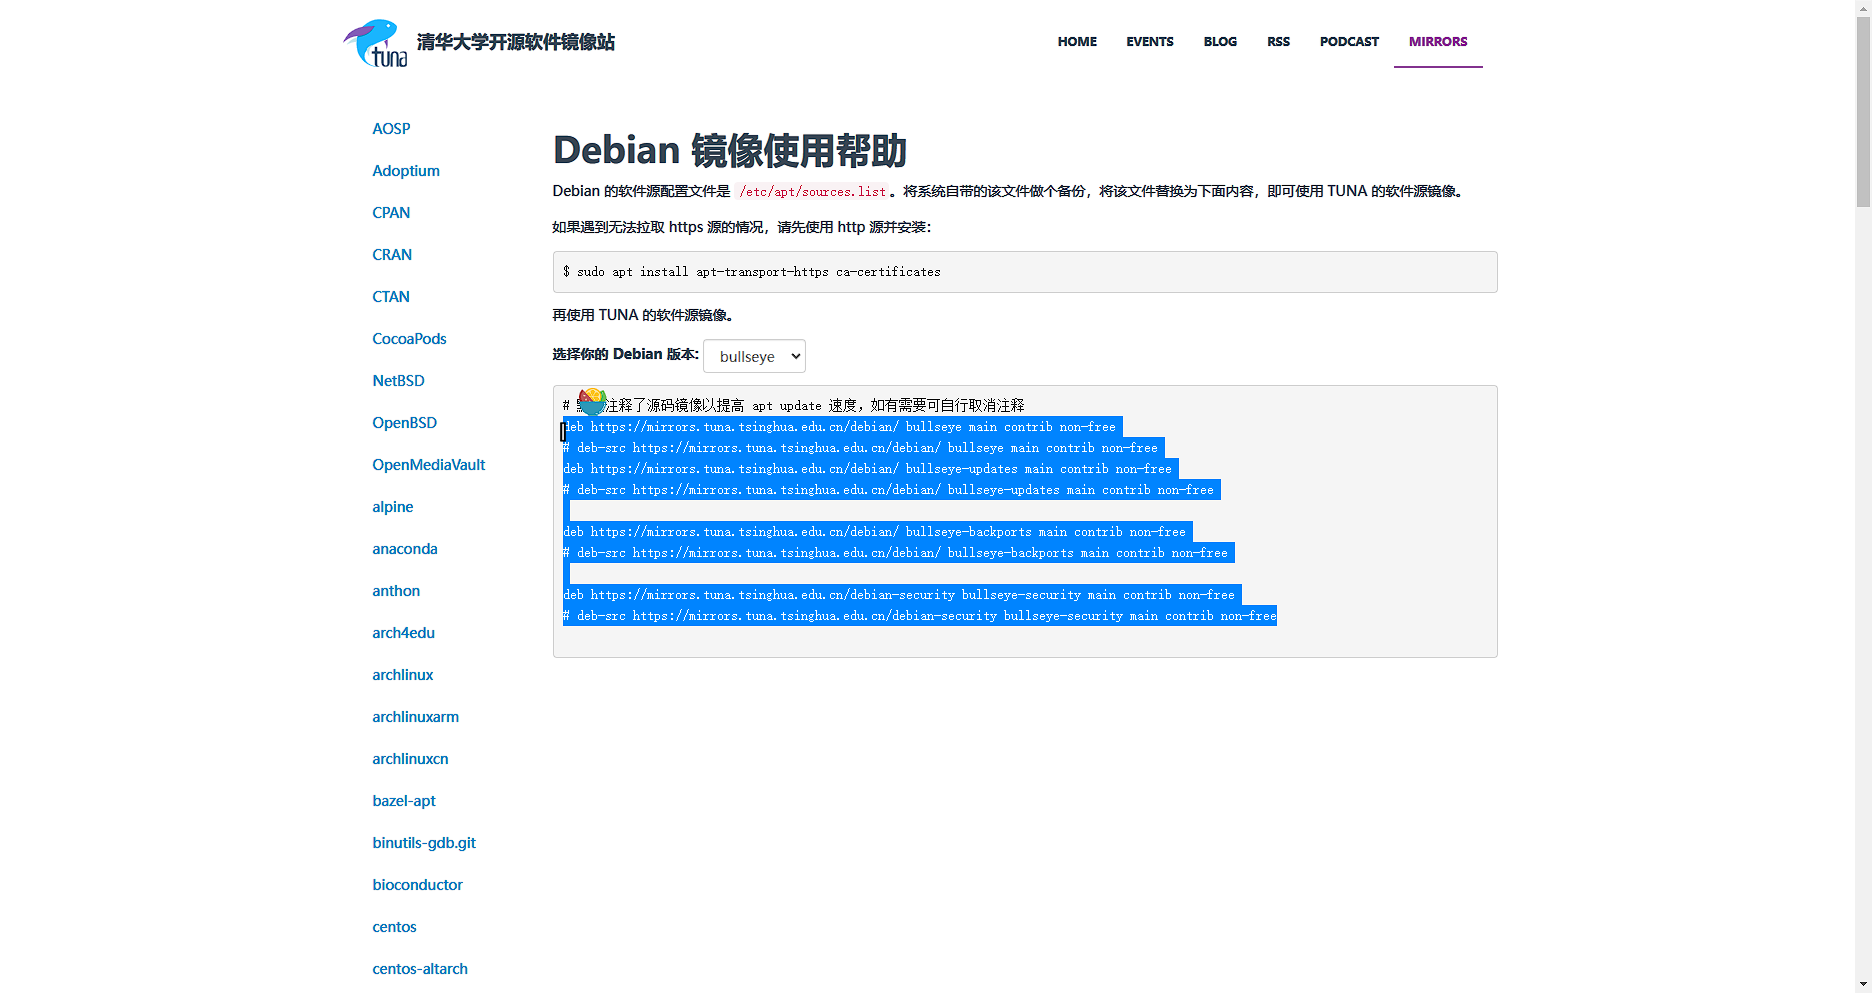 tuna 清华大学开源软件镜像站
HOME EVENTS BLOG RSS PODCAST MIRRORS
AOSP
Adoptium
CPAN
CRAN
CTAN
CocoaPods
NetBSD
OpenBSD
OpenMediaVault
alpine
anaconda
anthon
arch4edu
archlinux
archlinuxarm
archlinuxcn
bazel-apt
binutils-gdb.git
bioconductor
centos
centos-altarch
Debian 镜像使用帮助
Debian 的软件源配置文件是 /etc/apt/sources.list。将系统自带的该文件做个备份，将该文件替换为下面内容，即可使用 TUNA 的软件源镜像。
如果遇到无法拉取 https 源的情况，请先使用 http 源并安装：
$ sudo apt install apt-transport-https ca-certificates
再使用 TUNA 的软件源镜像。
选择你的 Debian 版本: bullseye
# 注释了源码镜像以提高 apt update 速度，如有需要可自行取消注释
deb https://mirrors.tuna.tsinghua.edu.cn/debian/ bullseye main contrib non-free
# deb-src https://mirrors.tuna.tsinghua.edu.cn/debian/ bullseye main contrib non-free
deb https://mirrors.tuna.tsinghua.edu.cn/debian/ bullseye-updates main contrib non-free
# deb-src https://mirrors.tuna.tsinghua.edu.cn/debian/ bullseye-updates main contrib non-free
deb https://mirrors.tuna.tsinghua.edu.cn/debian/ bullseye-backports main contrib non-free
# deb-src https://mirrors.tuna.tsinghua.edu.cn/debian/ bullseye-backports main contrib non-free
deb https://mirrors.tuna.tsinghua.edu.cn/debian-security bullseye-security main contrib non-free
# deb-src https://mirrors.tuna.tsinghua.edu.cn/debian-security bullseye-security main contrib non-free